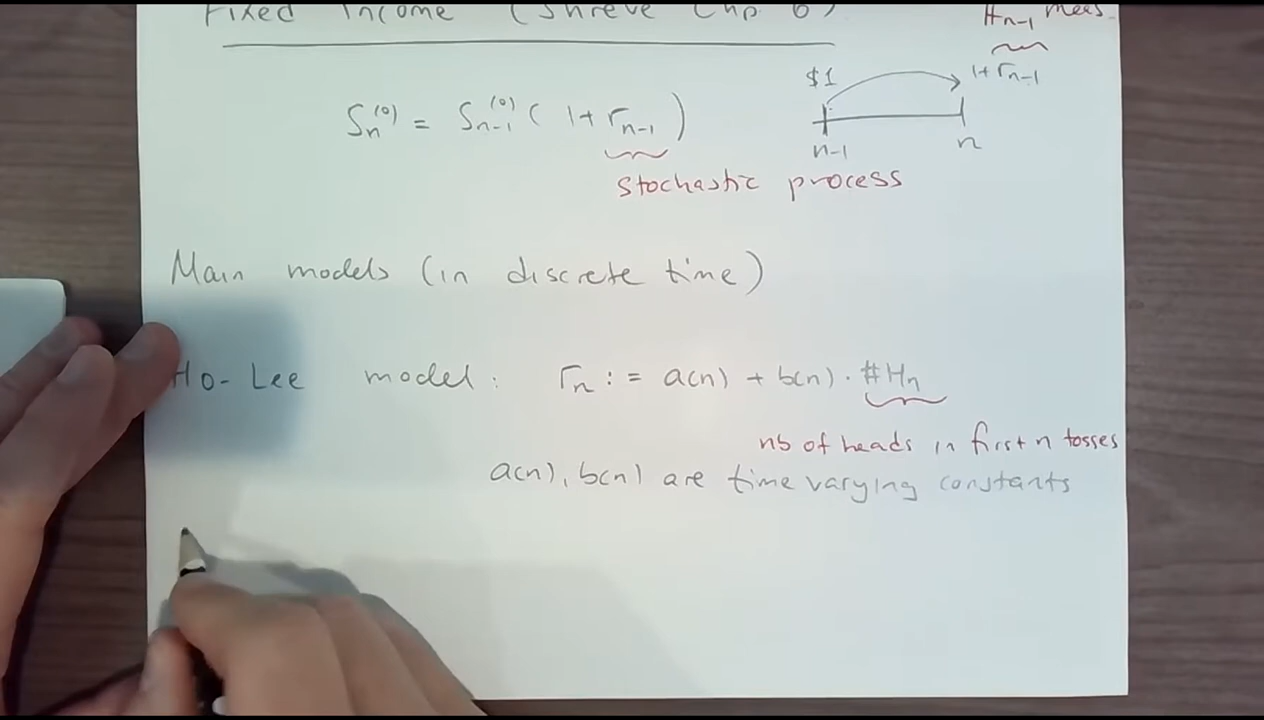 Fixed Income (Shreve Chp 6)
H_{n-1} meas.
S_n^{(0)} = S_{n-1}^{(0)} ( 1 + r_{n-1} )
$1
1+r_{n-1}
n-1
n
stochastic process
Main models (in discrete time)
Ho-Lee model: r_n := a(n) + b(n) · #H_n
nb of heads in first n tosses
a(n), b(n) are time varying constants